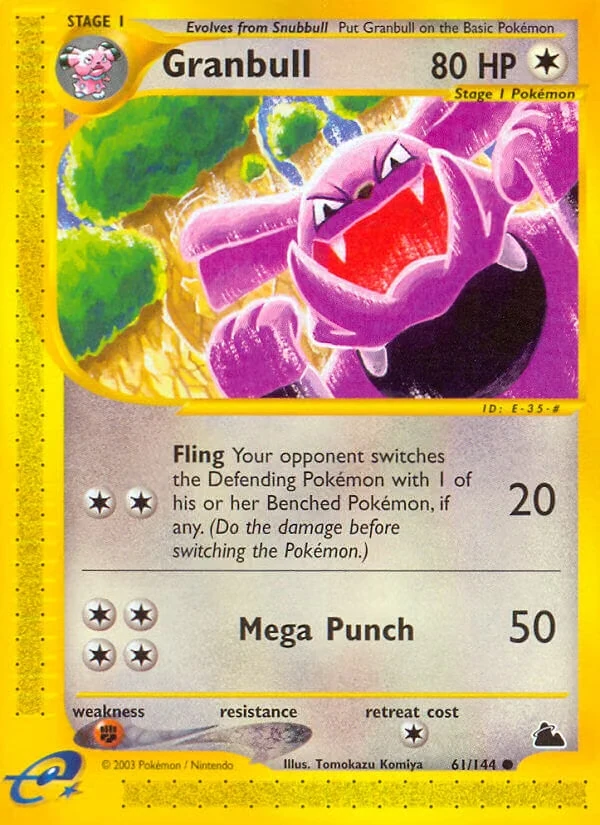 STAGE 1
Evolves from Snubbull Put Granbull on the Basic Pokémon
Granbull 80 HP
Stage 1 Pokémon
ID: E-35-#
Fling Your opponent switches
the Defending Pokémon with 1 of
his or her Benched Pokémon, if
any. (Do the damage before
switching the Pokémon.)
20
Mega Punch 50
weakness resistance retreat cost
© 2003 Pokémon / Nintendo Illus. Tomokazu Komiya 61/144
e